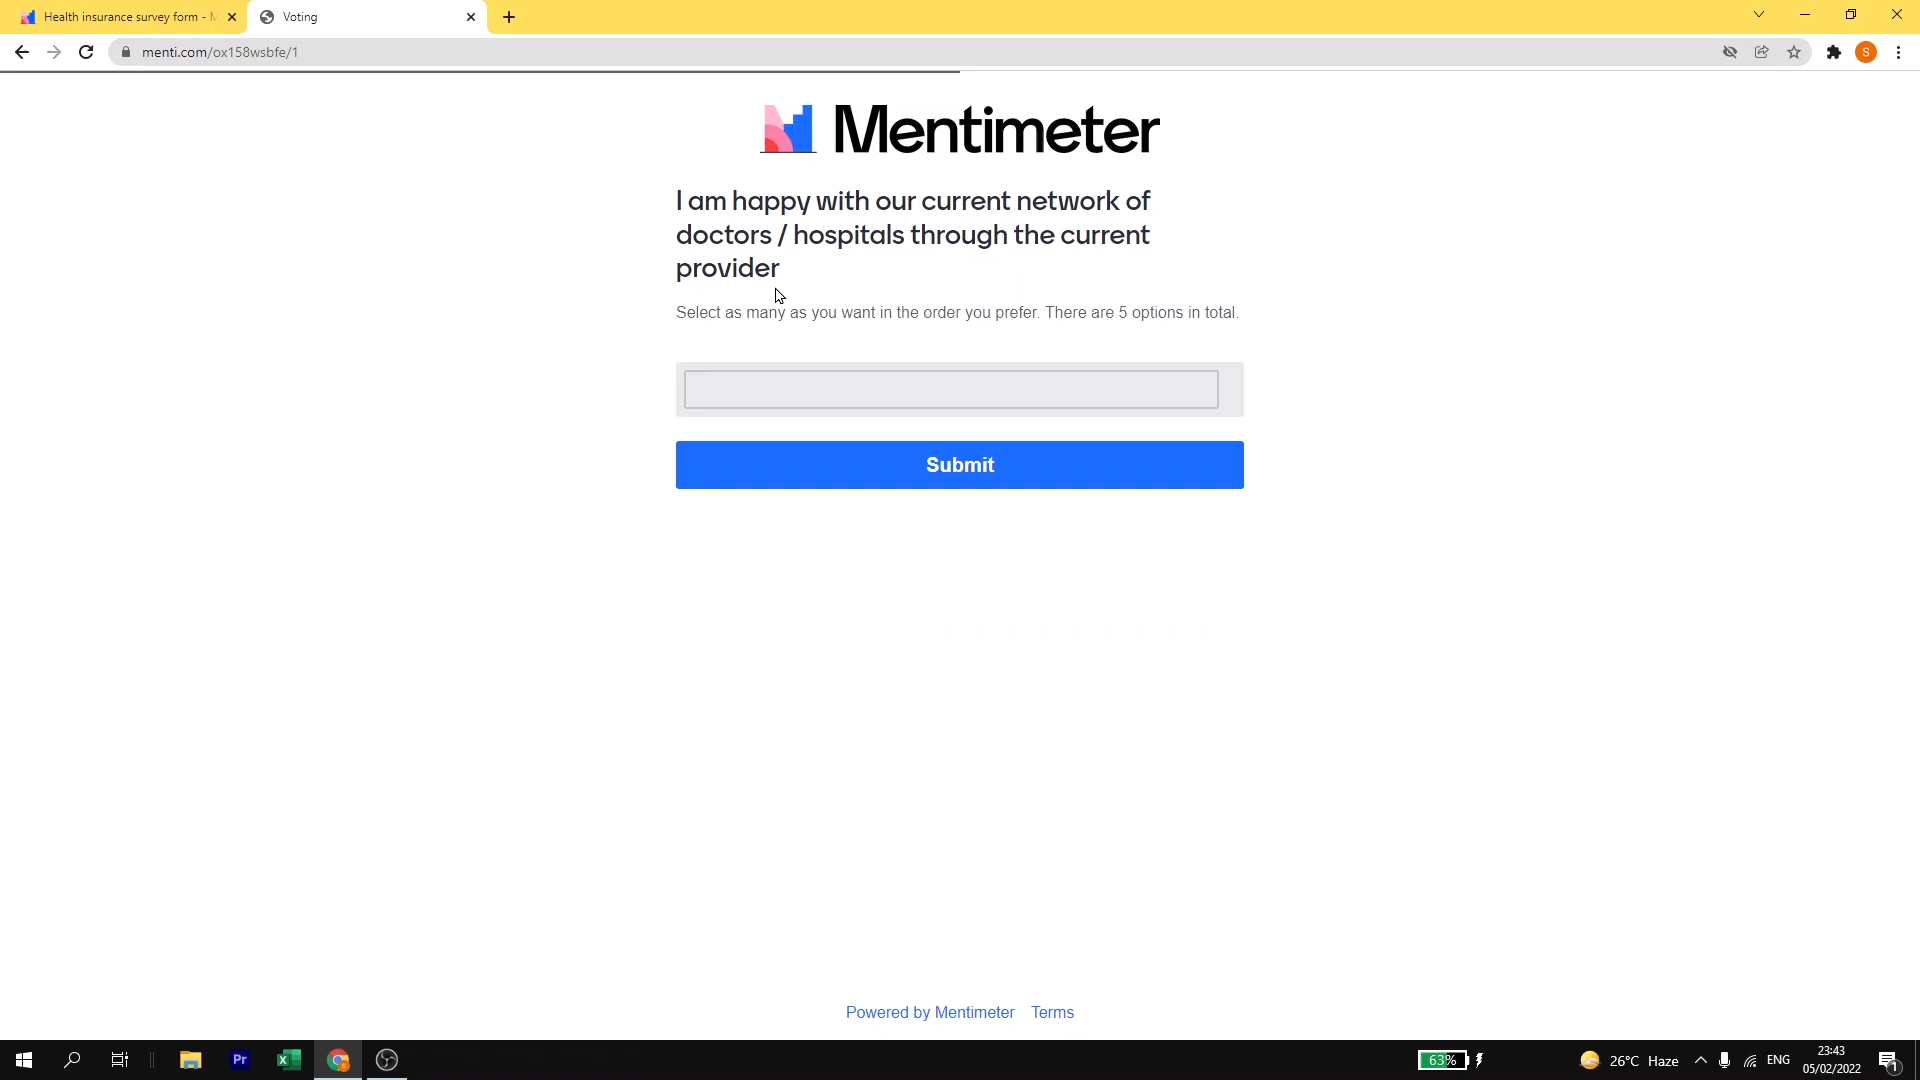 Health insurance survey form - M
Voting
menti.com/ox158wsbfe/1
S
Mentimeter
I am happy with our current network of
doctors / hospitals through the current
provider
Select as many as you want in the order you prefer. There are 5 options in total.
Submit
Powered by Mentimeter Terms
Pr
63%
26°C Haze
ENG
23:43
05/02/2022
1